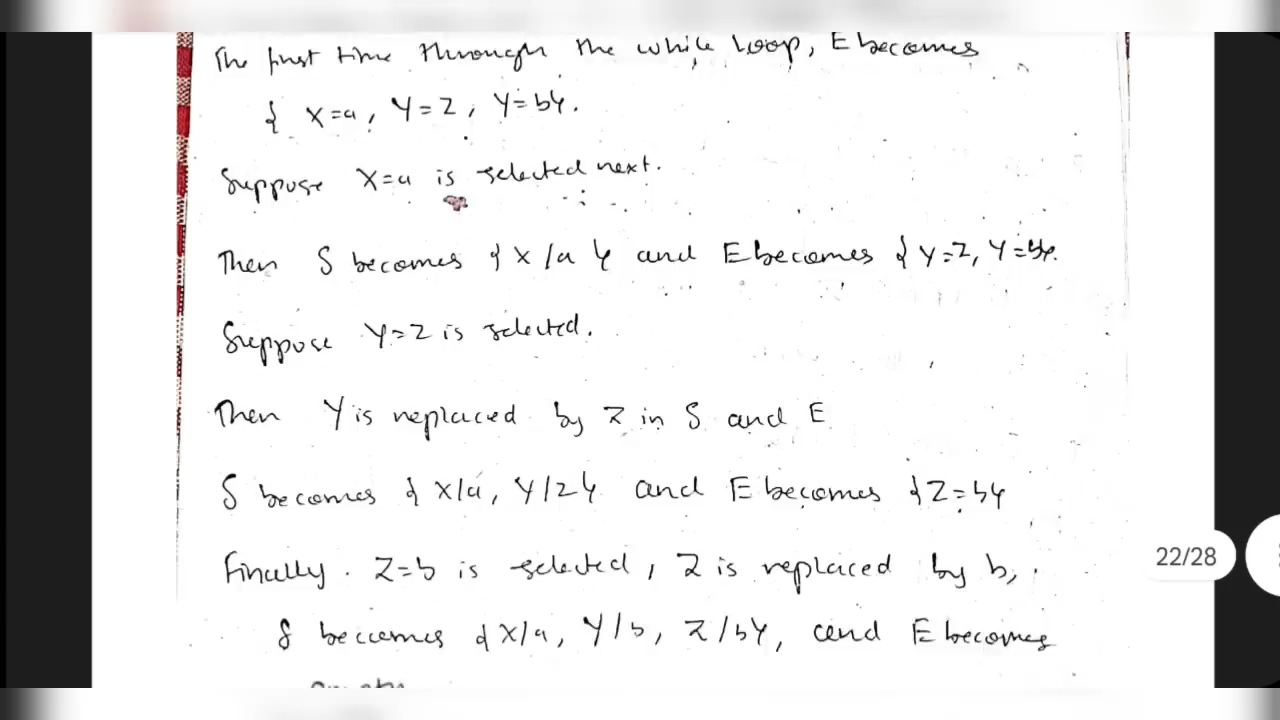 The first time through the while loop, E becomes
{ X=a, Y=Z, Y=b}.
Suppose X=a is selected next.
Then S becomes { X/a } and E becomes { Y=Z, Y=b}.
Suppose Y=Z is selected.
Then Y is replaced by Z in S and E
S becomes { X/a, Y/Z} and E becomes {Z=b}
Finally. Z=b is selected, Z is replaced by b,
S becomes {X/a, Y/b, Z/b}, and E becomes
22/28